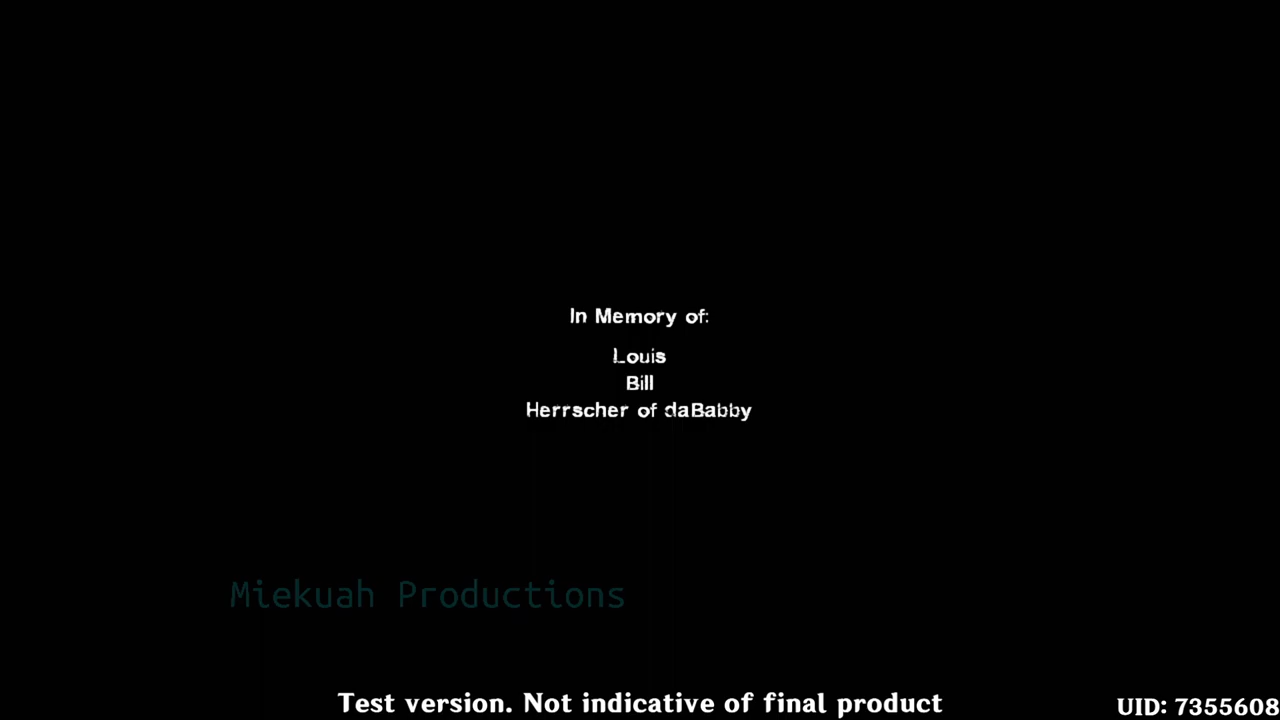 In Memory of:
Louis
Bill
Herrscher of daBabby
Miekuah Productions
Test version. Not indicative of final product
UID: 7355608